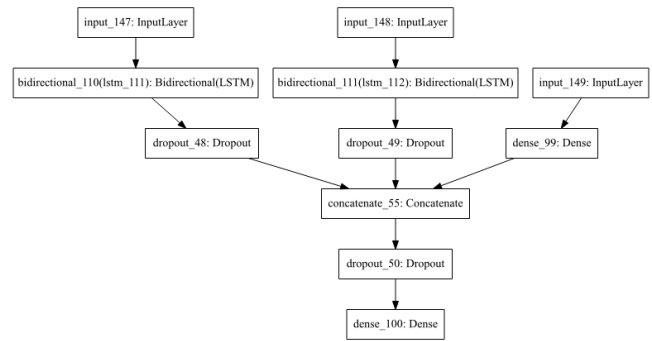 input_147: InputLayer
input_148: InputLayer
bidirectional_110(lstm_111): Bidirectional(LSTM)
bidirectional_111(lstm_112): Bidirectional(LSTM)
input_149: InputLayer
dropout_48: Dropout
dropout_49: Dropout
dense_99: Dense
concatenate_55: Concatenate
dropout_50: Dropout
dense_100: Dense